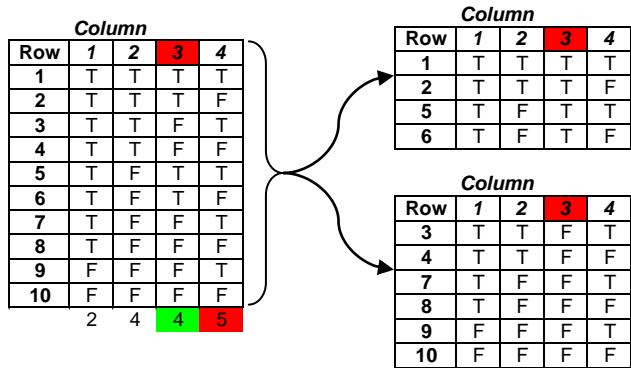 Column
Row 1 2 3 4
1 T T T T
2 T T T F
3 T T F T
4 T T F F
5 T F T T
6 T F T F
7 T F F T
8 T F F F
9 F F F T
10 F F F F
2 4 4 5
Column
Row 1 2 3 4
1 T T T T
2 T T T F
5 T F T T
6 T F T F
Column
Row 1 2 3 4
3 T T F T
4 T T F F
7 T F F T
8 T F F F
9 F F F T
10 F F F F